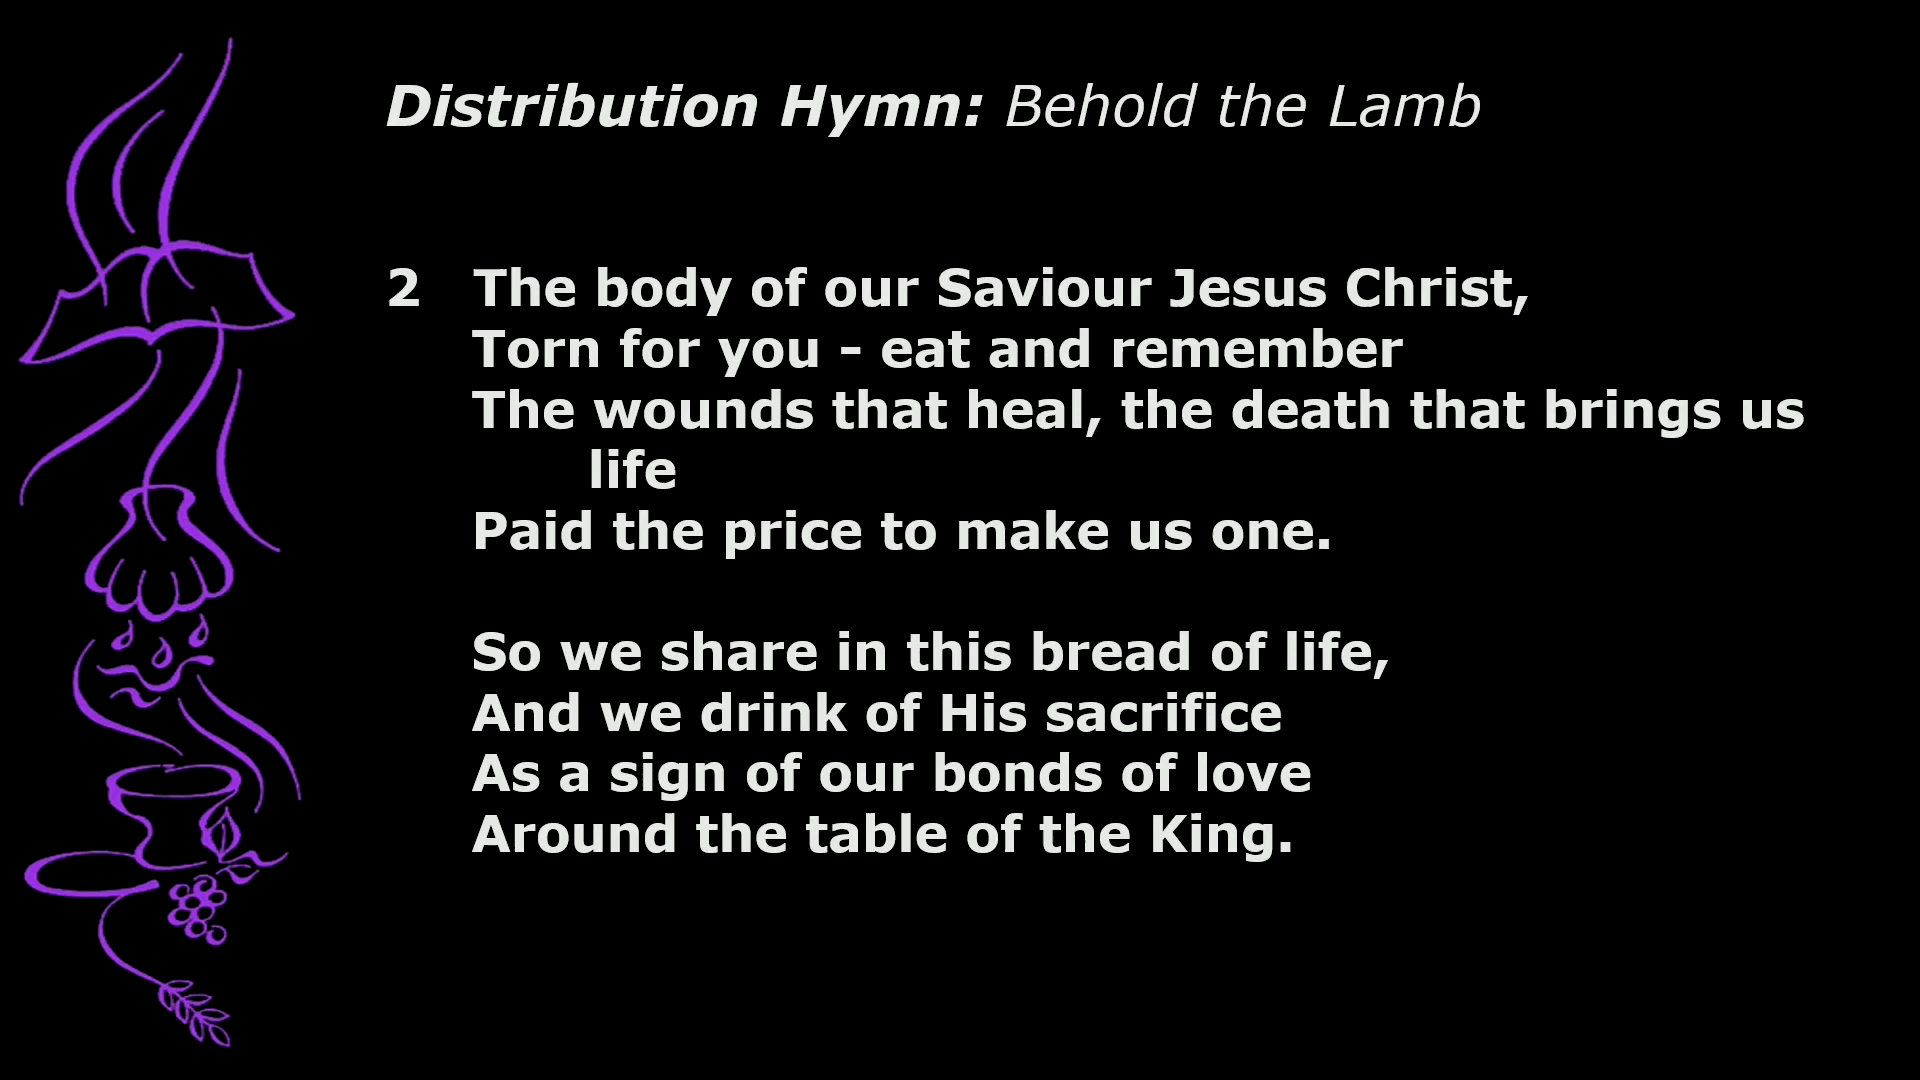 Distribution Hymn: Behold the Lamb
2 The body of our Saviour Jesus Christ,
Torn for you – eat and remember
The wounds that heal, the death that brings us
life
Paid the price to make us one.
So we share in this bread of life,
And we drink of His sacrifice
As a sign of our bonds of love
Around the table of the King.